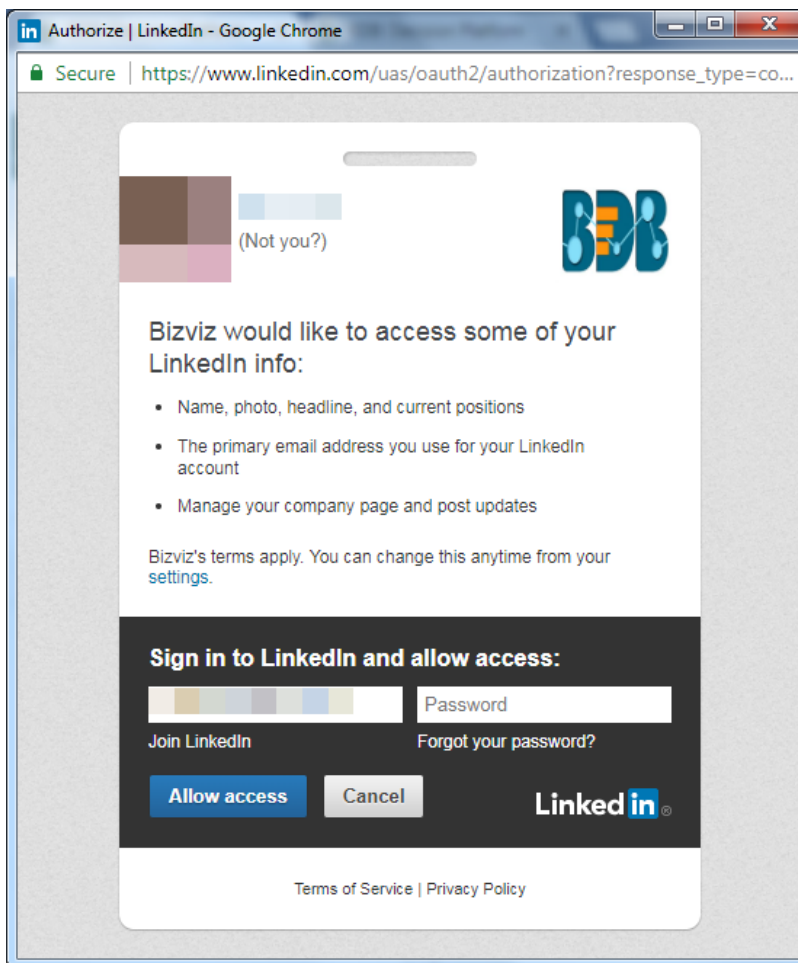 in Authorize | LinkedIn - Google Chrome
Secure | https://www.linkedin.com/uas/oauth2/authorization?response_type=co...
(Not you?)
BDB
Bizviz would like to access some of your
LinkedIn info:
• Name, photo, headline, and current positions
• The primary email address you use for your LinkedIn
account
• Manage your company page and post updates
Bizviz's terms apply. You can change this anytime from your
settings.
Sign in to LinkedIn and allow access:
Password
Join LinkedIn Forgot your password?
Allow access Cancel Linked in ®
Terms of Service | Privacy Policy